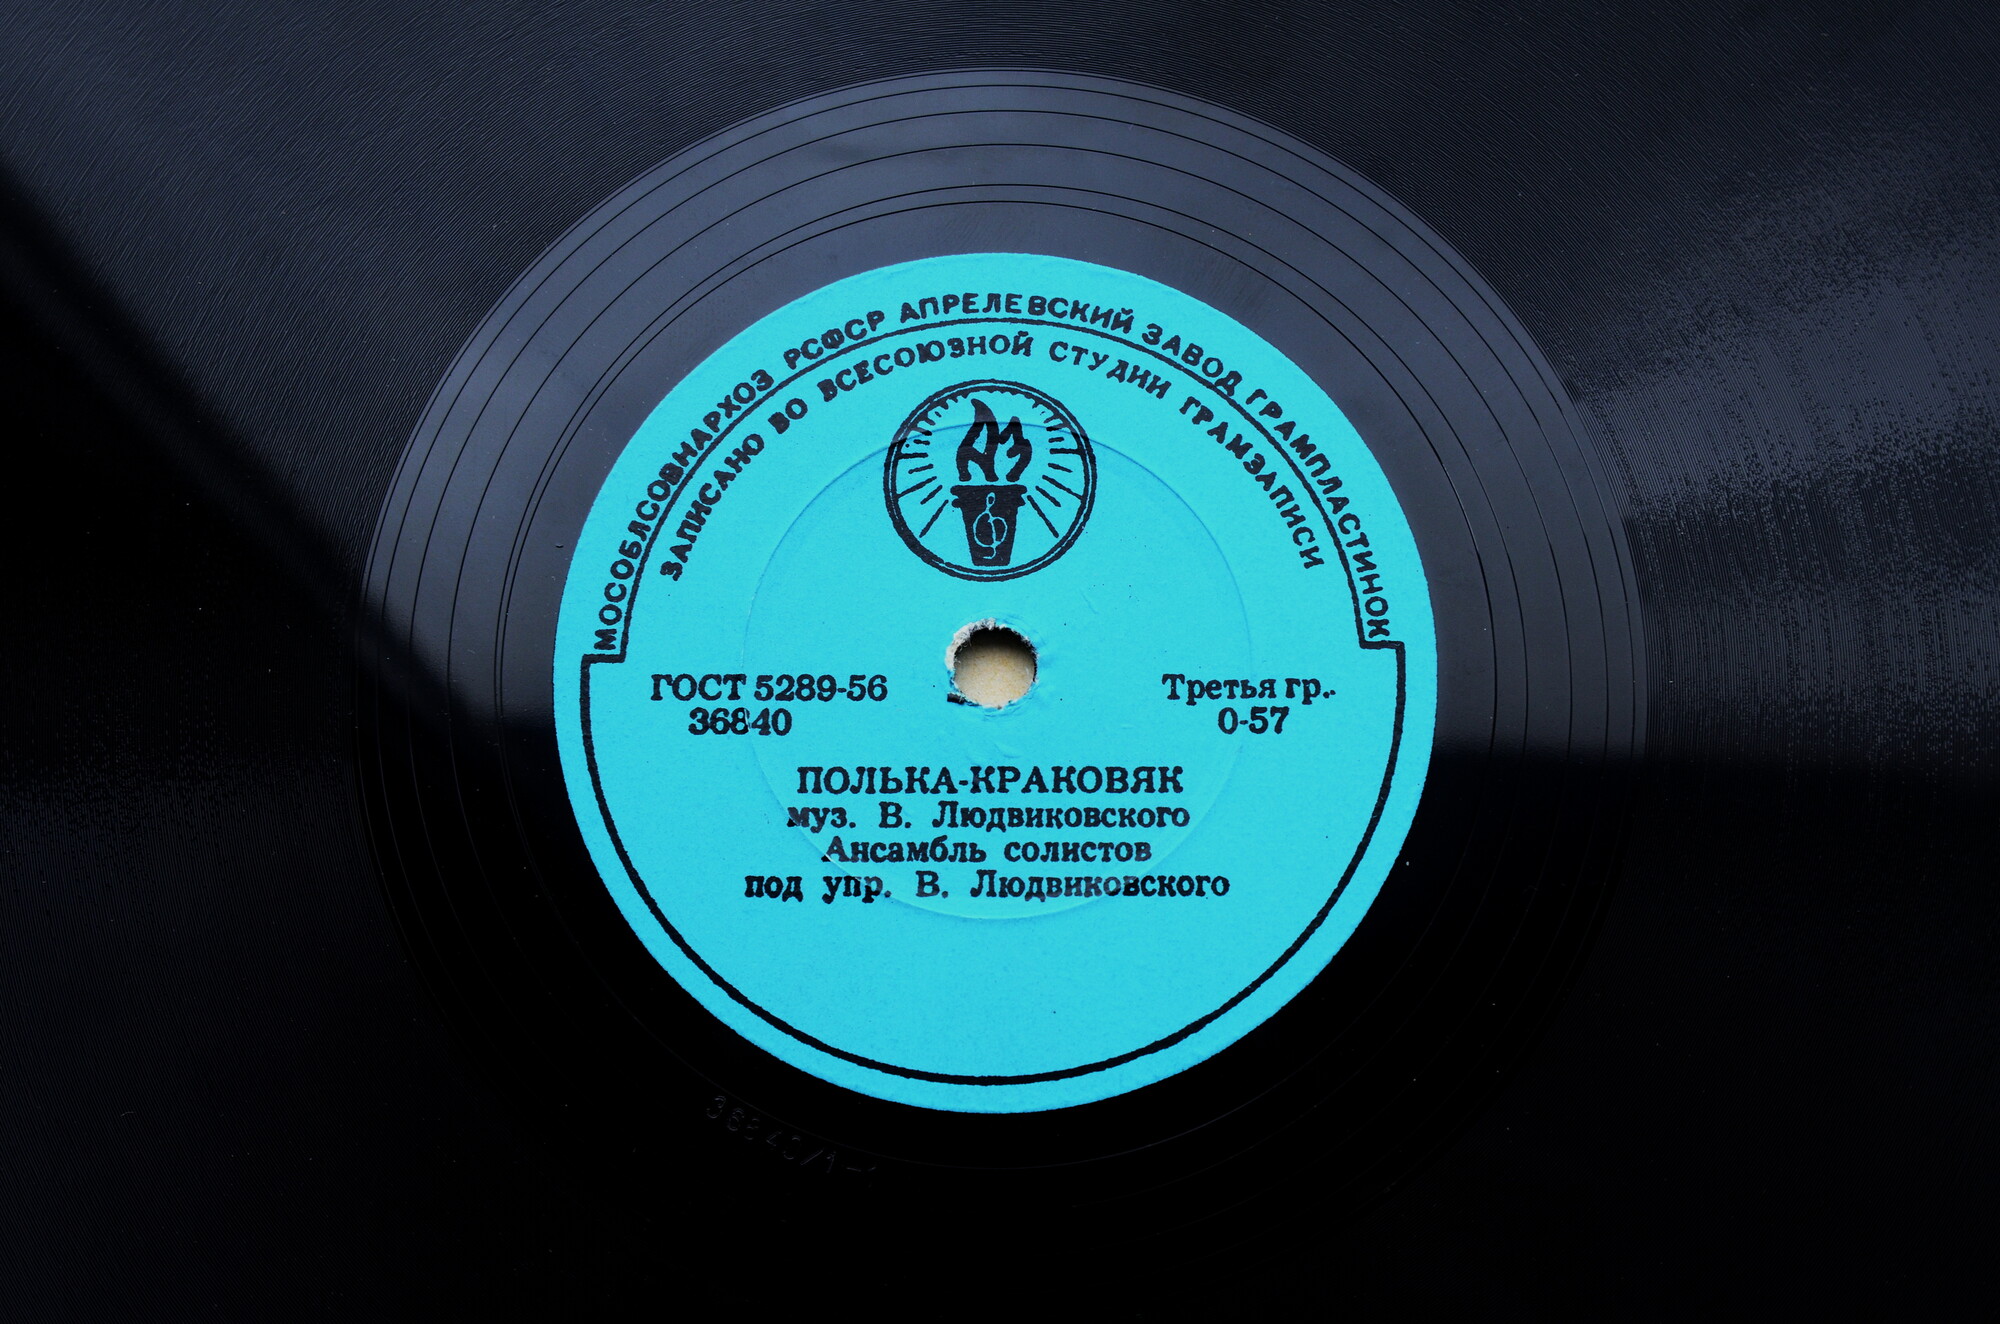 МОСОБЛСОВНАРХОЗ РСФСР АПРЕЛЕВСКИЙ ЗАВОД ГРАМПЛАСТИНОК
ЗАПИСАНО ВО ВСЕСОЮЗНОЙ СТУДИИ ГРАМЗАПИСИ
АЗ
ГОСТ 5289-56
36840
Третья гр.
0-57
ПОЛЬКА-КРАКОВЯК
муз. В. Людвиковского
Ансамбль солистов
под упр. В. Людвиковского